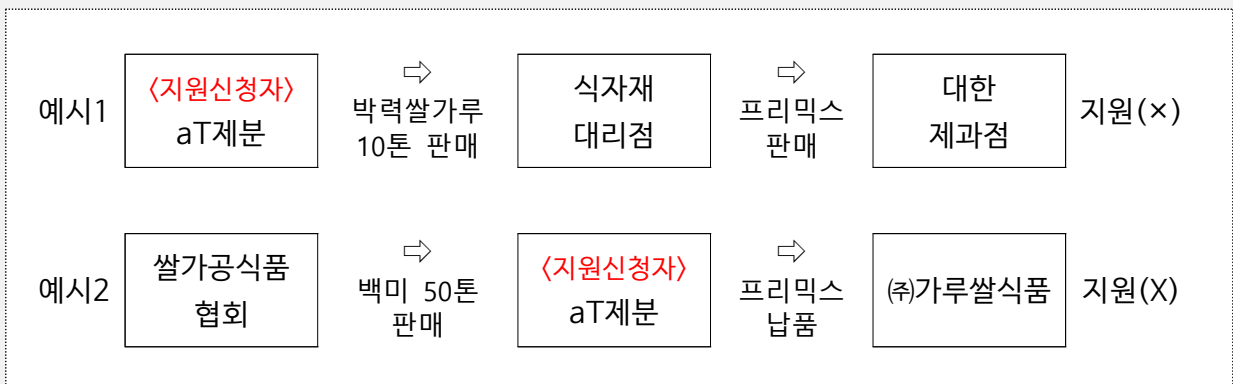 예시1
〈지원신청자〉
aT제분
⇨
박력쌀가루
10톤 판매
식자재
대리점
⇨
프리믹스
판매
대한
제과점
지원(×)
예시2
쌀가공식품
협회
⇨
백미 50톤
판매
〈지원신청자〉
aT제분
⇨
프리믹스
납품
㈜가루쌀식품
지원(X)